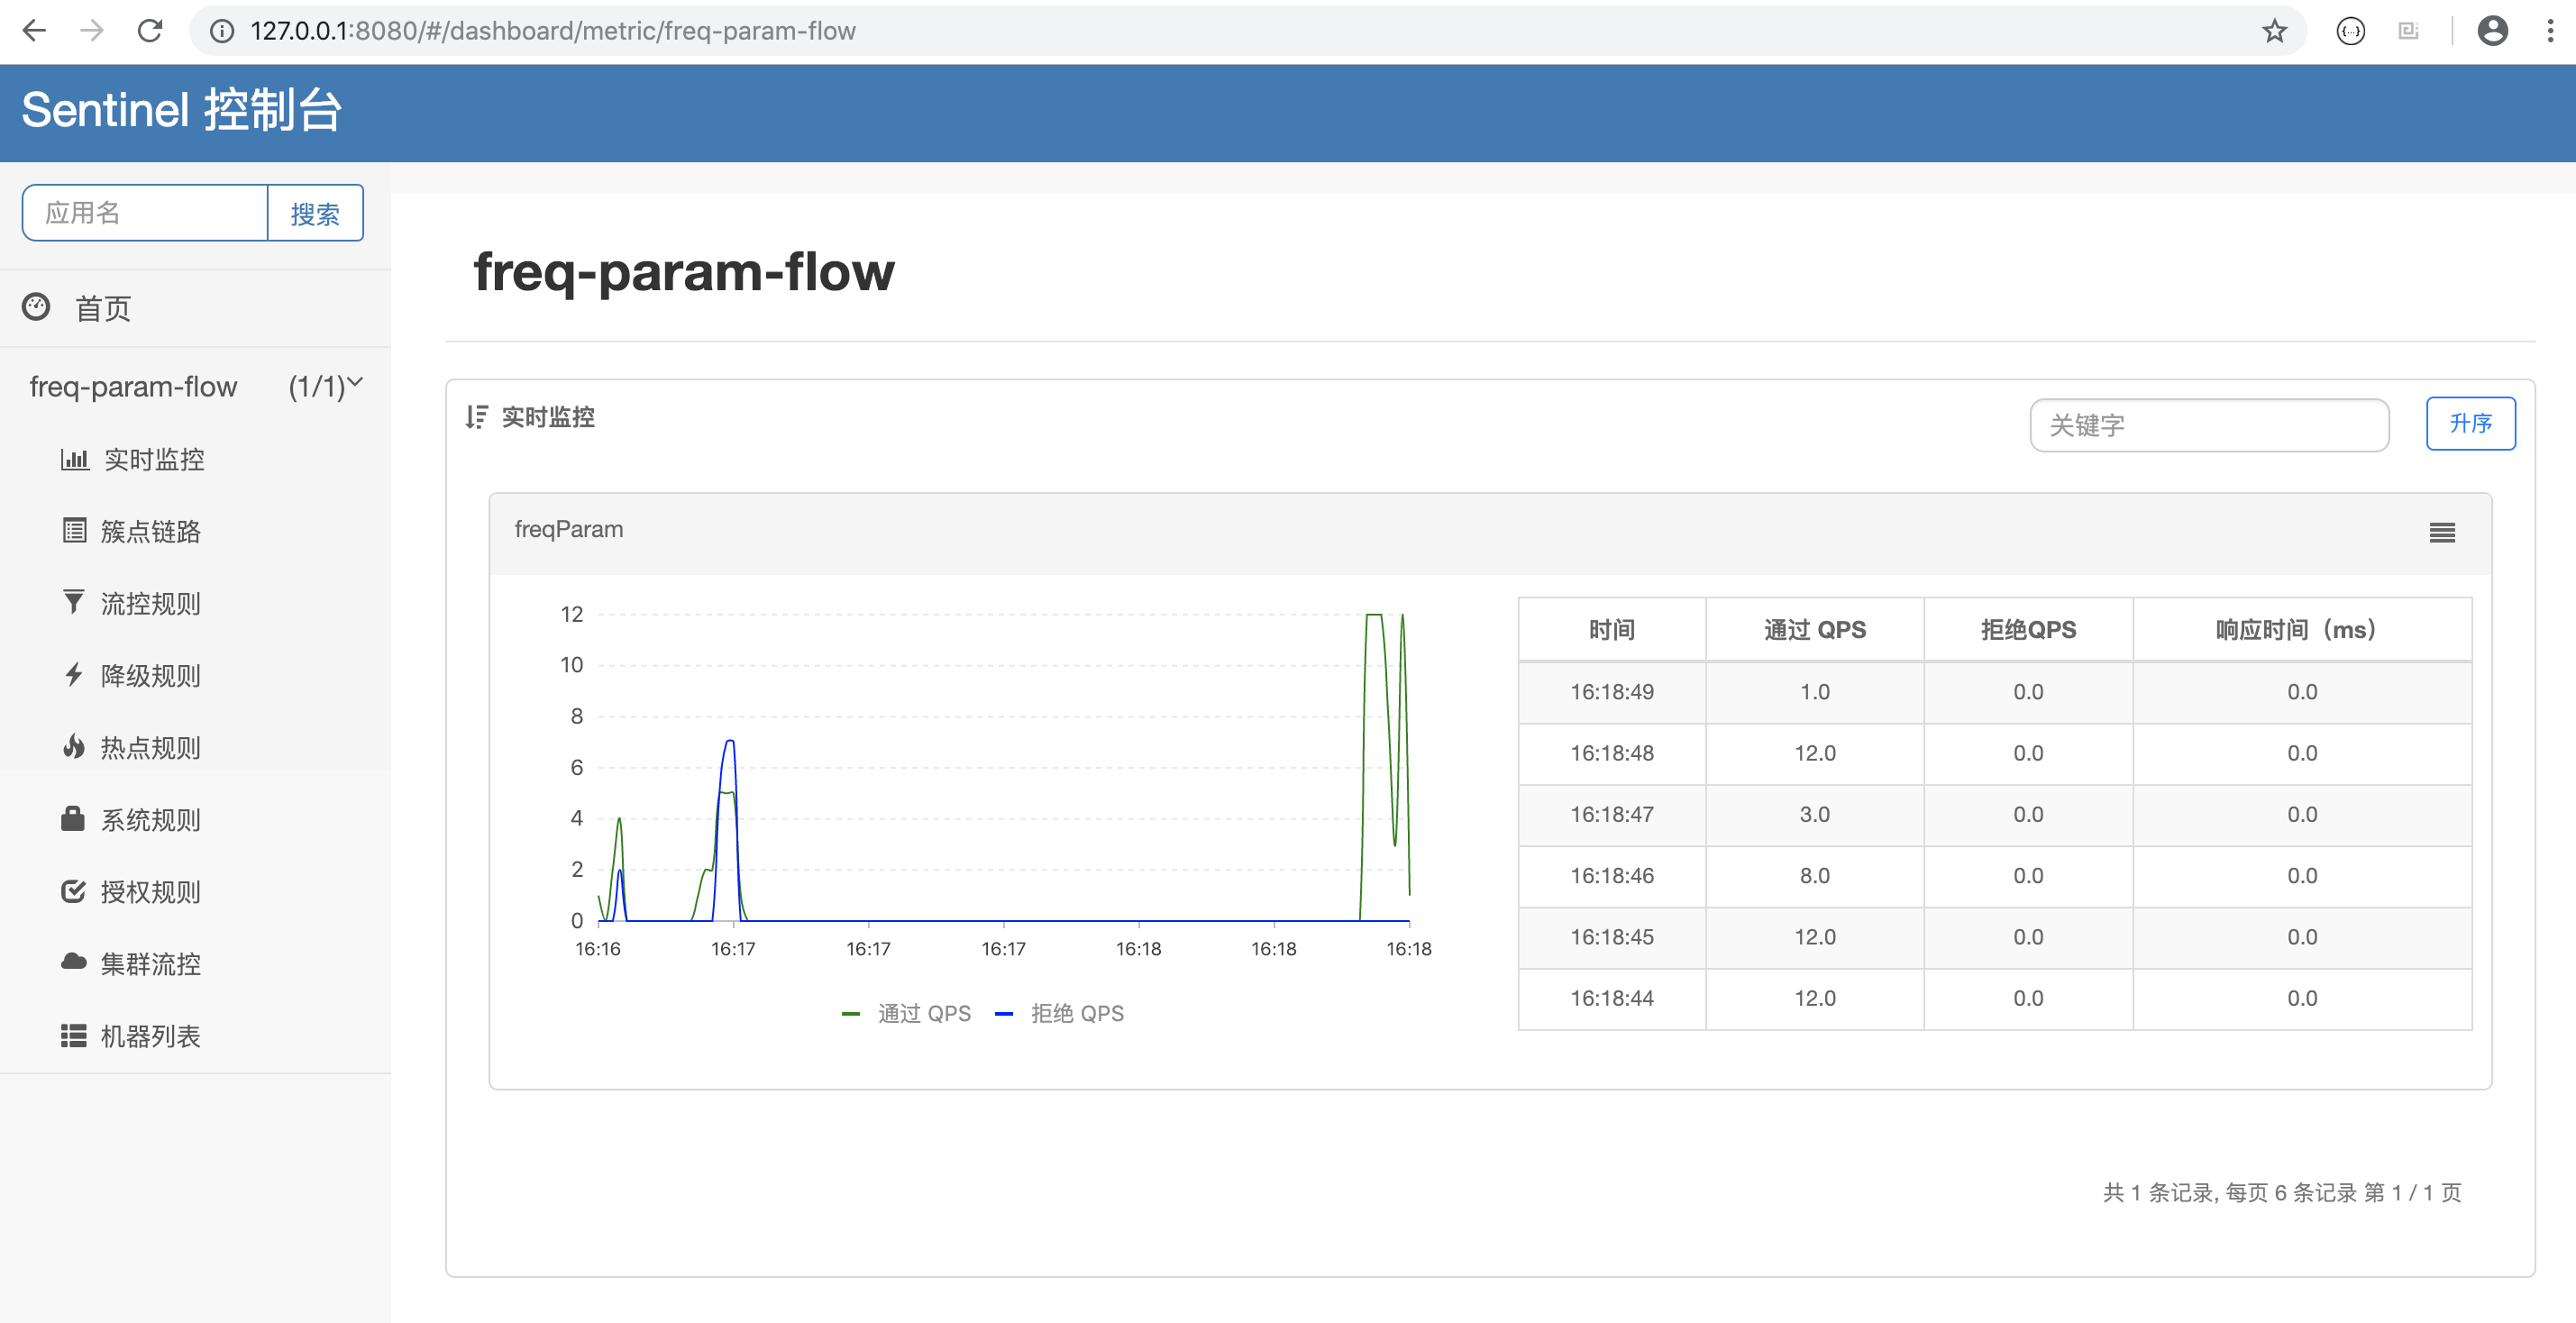 127.0.0.1:8080/#/dashboard/metric/freq-param-flow
Sentinel 控制台
应用名 搜索
首页
freq-param-flow (1/1)
实时监控
簇点链路
流控规则
降级规则
热点规则
系统规则
授权规则
集群流控
机器列表
freq-param-flow
实时监控 关键字 升序
freqParam
12
10
8
6
4
2
0
16:16 16:17 16:17 16:17 16:18 16:18 16:18
通过 QPS 拒绝 QPS
时间 通过 QPS 拒绝QPS 响应时间（ms）
16:18:49 1.0 0.0 0.0
16:18:48 12.0 0.0 0.0
16:18:47 3.0 0.0 0.0
16:18:46 8.0 0.0 0.0
16:18:45 12.0 0.0 0.0
16:18:44 12.0 0.0 0.0
共 1 条记录, 每页 6 条记录 第 1 / 1 页